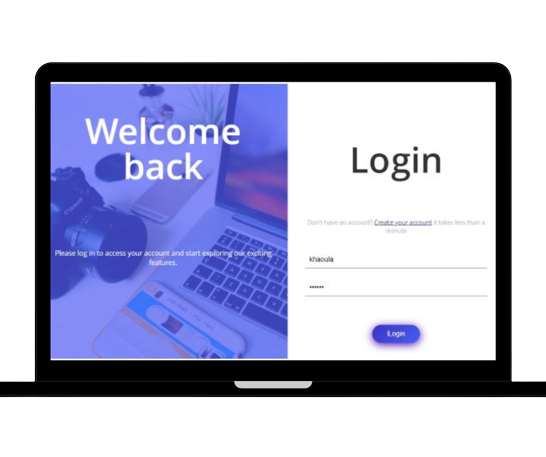 Welcome
back
Please log in to access your account and start exploring our exciting
features.
Login
Don't have an account? Create your account it takes less than a
minute
khaoula
••••••
Login